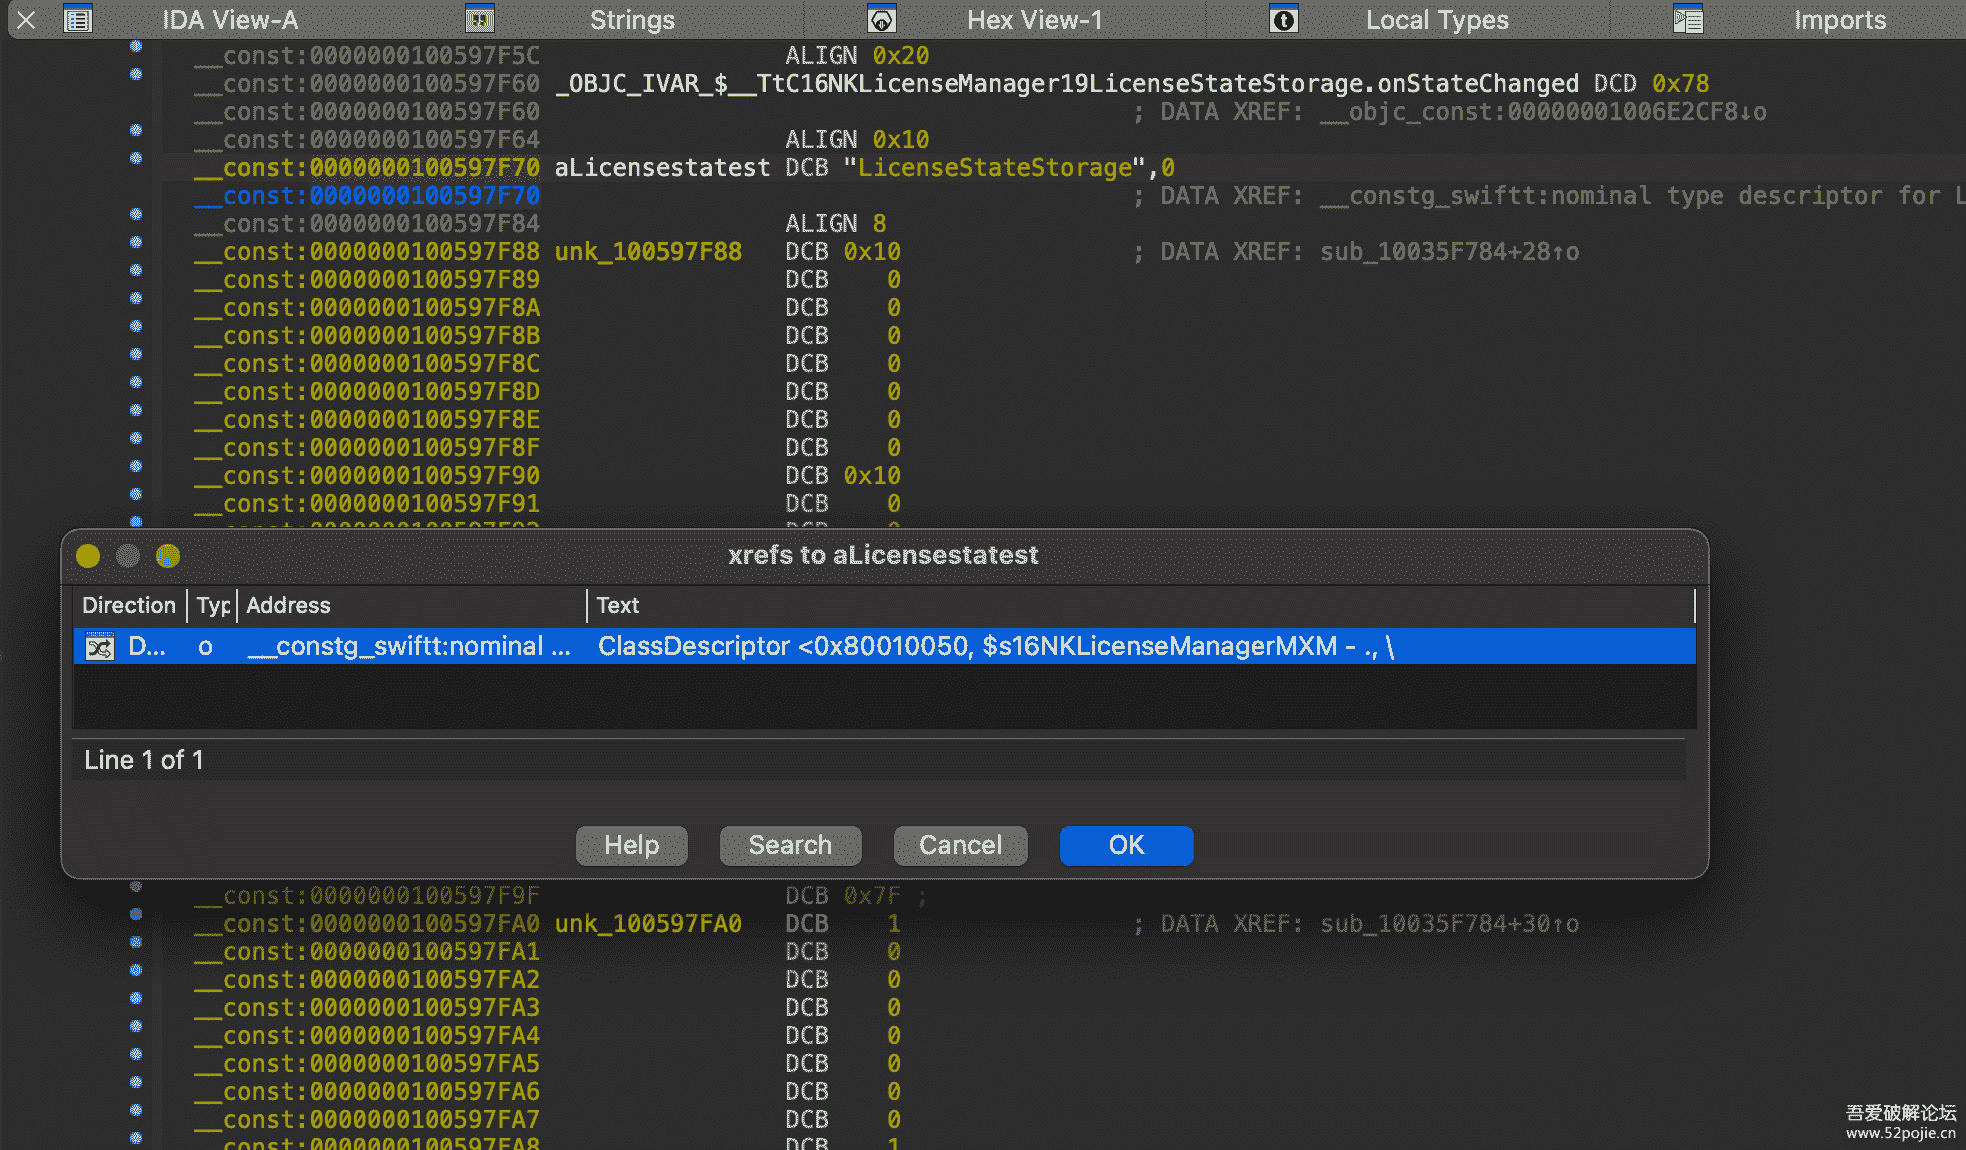 IDA View-A Strings Hex View-1 Local Types Imports
__const:0000000100597F5C ALIGN 0x20
__const:0000000100597F60 _OBJC_IVAR_$__TtC16NKLicenseManager19LicenseStateStorage.onStateChanged DCD 0x78
__const:0000000100597F60 ; DATA XREF: __objc_const:00000001006E2CF8↓o
__const:0000000100597F64 ALIGN 0x10
__const:0000000100597F70 aLicensestatest DCB "LicenseStateStorage",0
__const:0000000100597F70 ; DATA XREF: __constg_swiftt:nominal type descriptor for L
__const:0000000100597F84 ALIGN 8
__const:0000000100597F88 unk_100597F88 DCB 0x10 ; DATA XREF: sub_10035F784+28↑o
__const:0000000100597F89 DCB 0
__const:0000000100597F8A DCB 0
__const:0000000100597F8B DCB 0
__const:0000000100597F8C DCB 0
__const:0000000100597F8D DCB 0
__const:0000000100597F8E DCB 0
__const:0000000100597F8F DCB 0
__const:0000000100597F90 DCB 0x10
__const:0000000100597F91 DCB 0
xrefs to aLicensestatest
Direction Typ Address Text
D... o __constg_swiftt:nominal ... ClassDescriptor <0x80010050, $s16NKLicenseManagerMXM - ., \
Line 1 of 1
Help Search Cancel OK
__const:0000000100597F9F DCB 0x7F ;
__const:0000000100597FA0 unk_100597FA0 DCB 1 ; DATA XREF: sub_10035F784+30↑o
__const:0000000100597FA1 DCB 0
__const:0000000100597FA2 DCB 0
__const:0000000100597FA3 DCB 0
__const:0000000100597FA4 DCB 0
__const:0000000100597FA5 DCB 0
__const:0000000100597FA6 DCB 0
__const:0000000100597FA7 DCB 0
__const:0000000100597FA8 DCB 1
吾爱破解论坛
www.52pojie.cn